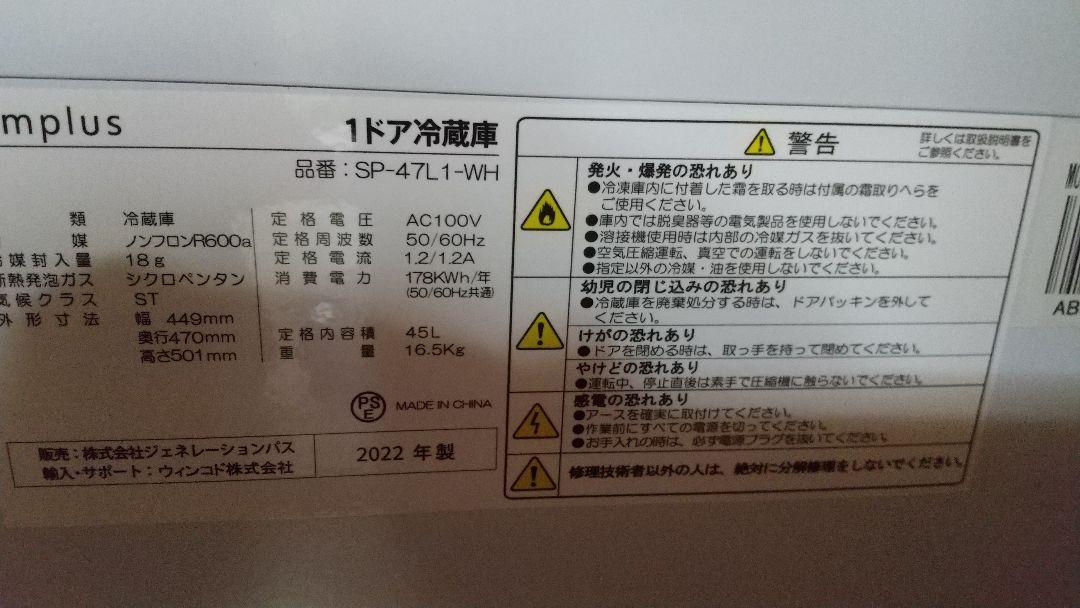 mplus
1ドア冷蔵庫
品番：SP-47L1-WH
類 冷蔵庫
媒 ノンフロンR600a
媒封入量 18g
断熱発泡ガス シクロペンタン
気候クラス ST
外形寸法 幅 449mm
奥行470mm
高さ501mm
定格電圧 AC100V
定格周波数 50/60Hz
定格電流 1.2/1.2A
消費電力 178KWh/年
(50/60Hz共通)
定格内容積 45L
重量 16.5Kg
PS
E
MADE IN CHINA
販売：株式会社ジェネレーションパス
輸入・サポート：ウィンコド株式会社
2022 年製
警告
詳しくは取扱説明書を
ご参照ください。
発火・爆発の恐れあり
●冷凍庫内に付着した霜を取る時は付属の霜取りへらを
ご使用ください。
●庫内では脱臭器等の電気製品を使用しないでください。
●溶接機使用時は内部の冷媒ガスを抜いてください。
●空気圧縮運転、真空での運転をしないでください。
●指定以外の冷媒・油を使用しないでください。
幼児の閉じ込みの恐れあり
●冷蔵庫を廃棄処分する時は、ドアパッキンを外して
ください。
けがの恐れあり
●ドアを閉める時は、取っ手を持って閉めてください。
やけどの恐れあり
●運転中、停止直後は素手で圧縮機に触らないでください。
感電の恐れあり
●アースを確実に取付けてください。
●作業前にすべての電源を切ってください。
●お手入れの時は、必ず電源プラグを抜いてください。
修理技術者以外の人は、絶対に分解修理をしないでください。
AB